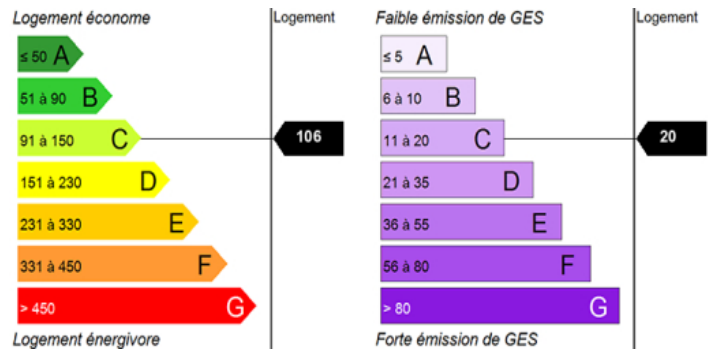 Logement économe
Logement
≤ 50 A
51 à 90 B
91 à 150 C
106
151 à 230 D
231 à 330 E
331 à 450 F
> 450 G
Logement énergivore
Faible émission de GES
Logement
≤ 5 A
6 à 10 B
11 à 20 C
20
21 à 35 D
36 à 55 E
56 à 80 F
> 80 G
Forte émission de GES